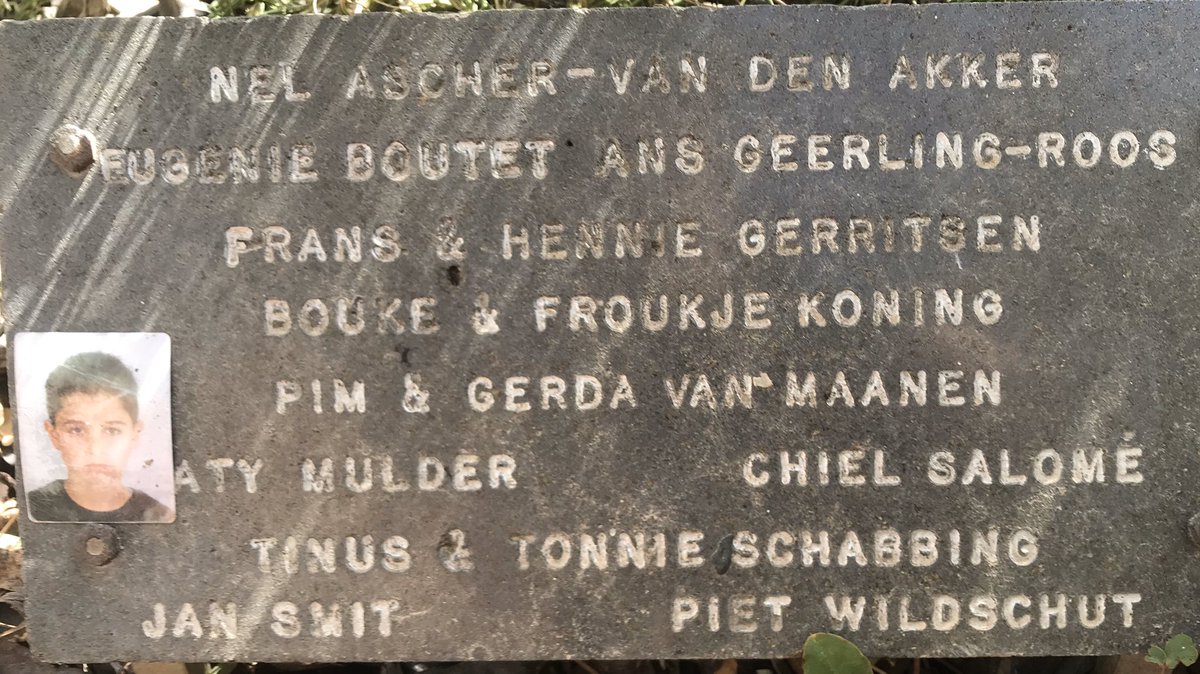 NEL ASCHER-VAN DEN AKKER
EUGENIE BOUTET ANS GEERLING-ROOS
FRANS & HENNIE GERRITSEN
BOUKE & FROUKJE KONING
PIM & GERDA VAN MAANEN
ATY MULDER CHIEL SALOMÉ
TINUS & TONNIE SCHABBING
JAN SMIT PIET WILDSCHUT